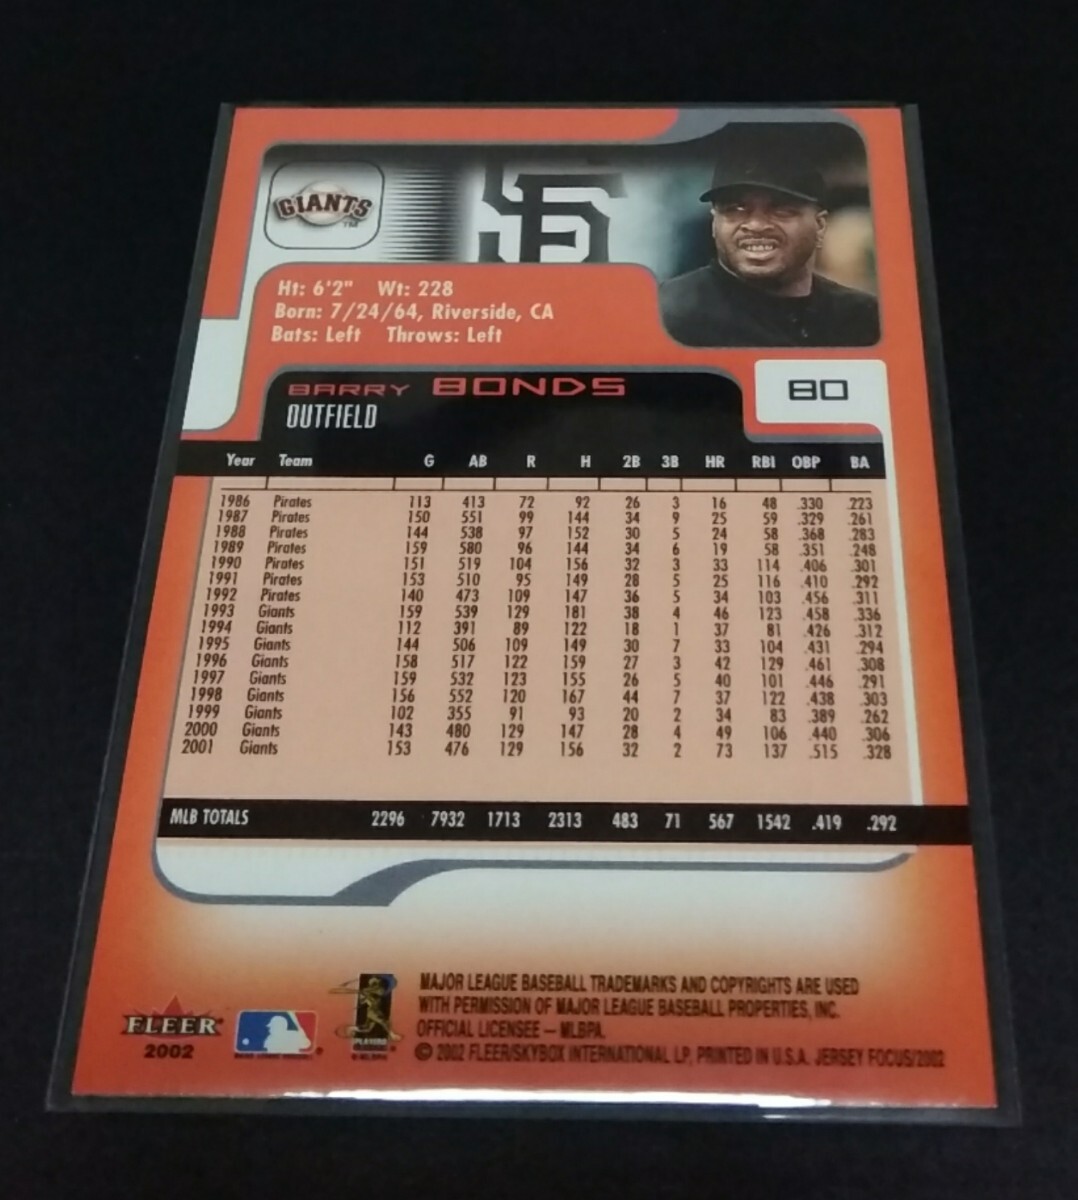 GIANTS
TM
SF
Ht: 6'2" Wt: 228
Born: 7/24/64, Riverside, CA
Bats: Left Throws: Left
BARRY BONDS
80
OUTFIELD
Year Team G AB R H 2B 3B HR RBI OBP BA
1986 Pirates 113 413 72 92 26 3 16 48 .330 .223
1987 Pirates 150 551 99 144 34 9 25 59 .329 .261
1988 Pirates 144 538 97 152 30 5 24 58 .368 .283
1989 Pirates 159 580 96 144 34 6 19 58 .351 .248
1990 Pirates 151 519 104 156 32 3 33 114 .406 .301
1991 Pirates 153 510 95 149 28 5 25 116 .410 .292
1992 Pirates 140 473 109 147 36 5 34 103 .456 .311
1993 Giants 159 539 129 181 38 4 46 123 .458 .336
1994 Giants 112 391 89 122 18 1 37 81 .426 .312
1995 Giants 144 506 109 149 30 7 33 104 .431 .294
1996 Giants 158 517 122 159 27 3 42 129 .461 .308
1997 Giants 159 532 123 155 26 5 40 101 .446 .291
1998 Giants 156 552 120 167 44 7 37 122 .438 .303
1999 Giants 102 355 91 93 20 2 34 83 .389 .262
2000 Giants 143 480 129 147 28 4 49 106 .440 .306
2001 Giants 153 476 129 156 32 2 73 137 .515 .328
MLB TOTALS 2296 7932 1713 2313 483 71 567 1542 .419 .292
FLEER
2002
PLAYERS
MAJOR LEAGUE BASEBALL TRADEMARKS AND COPYRIGHTS ARE USED
WITH PERMISSION OF MAJOR LEAGUE BASEBALL PROPERTIES, INC.
OFFICIAL LICENSEE – MLBPA.
© 2002 FLEER/SKYBOX INTERNATIONAL LP, PRINTED IN U.S.A. JERSEY FOCUS/2002